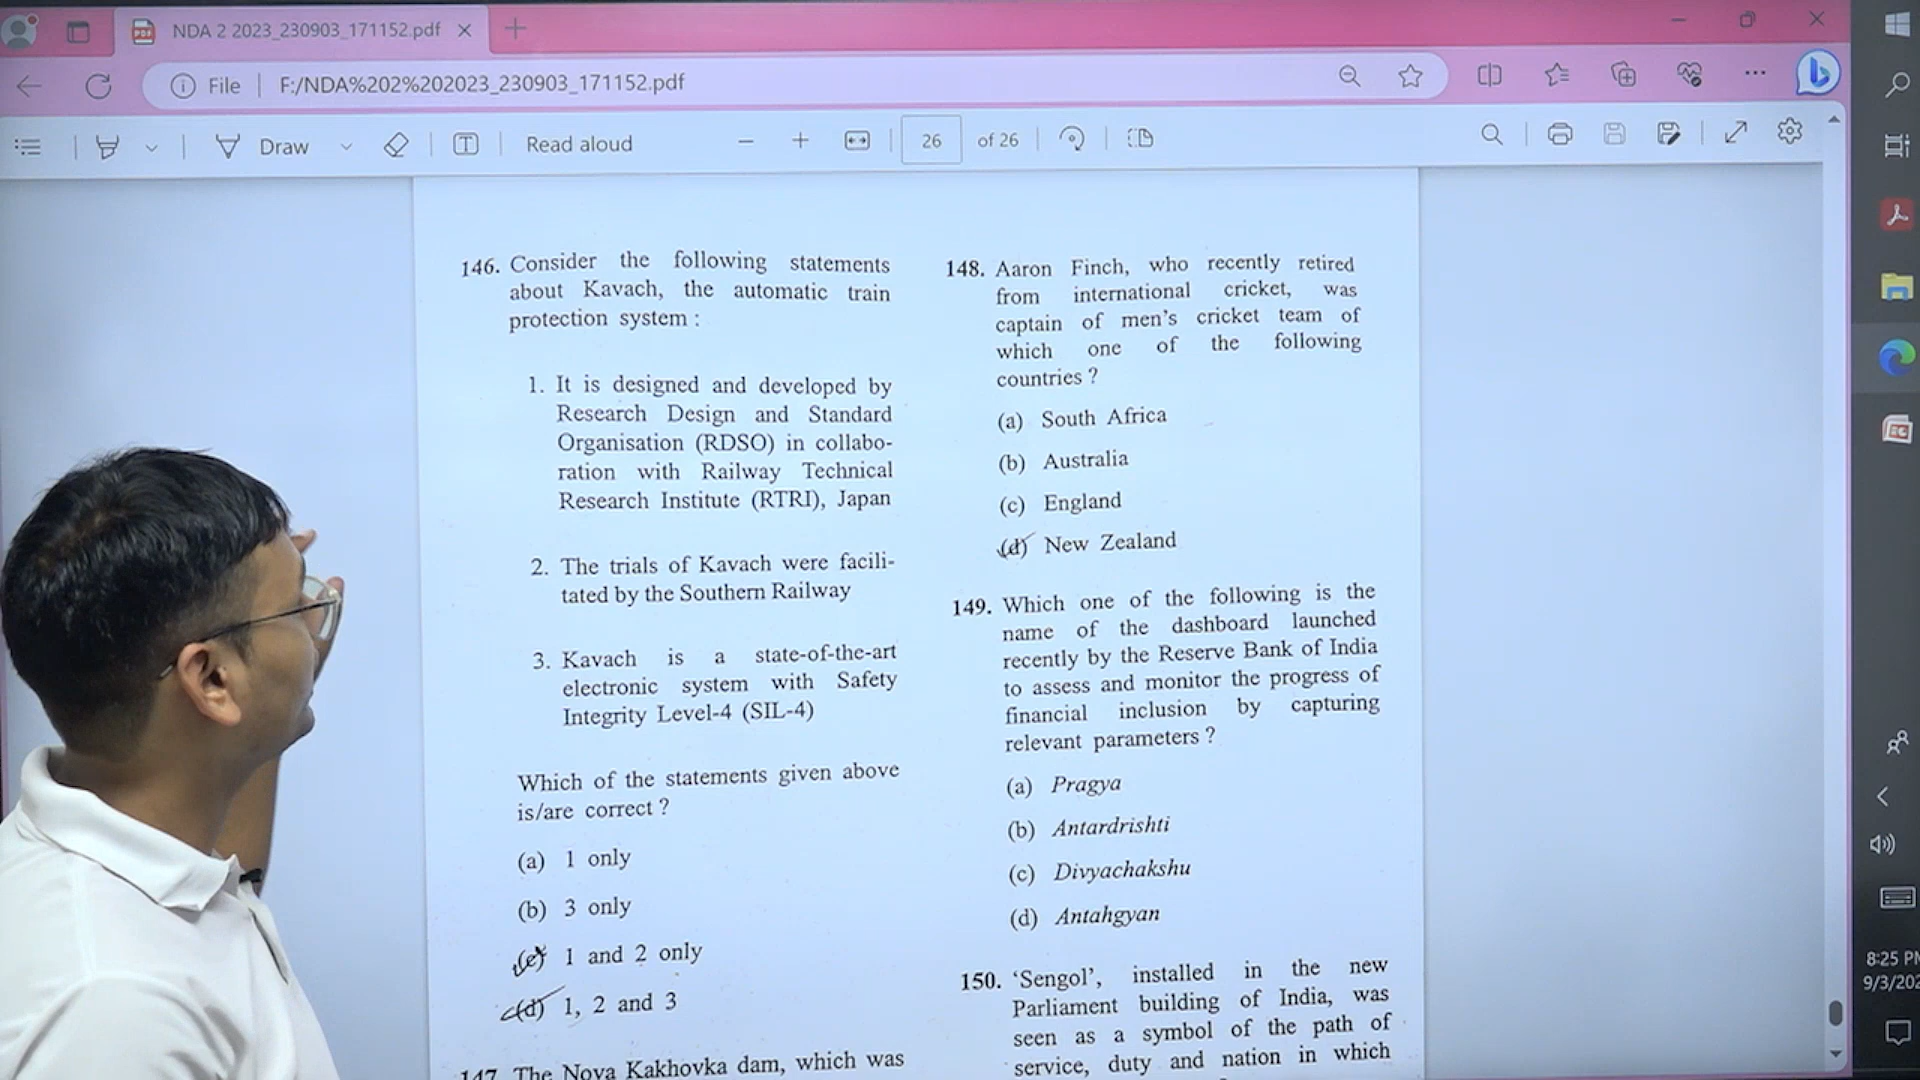 NDA 2 2023_230903_171152.pdf
File
F:/NDA%202%202023_230903_171152.pdf
Draw
Read aloud
26
of 26
146. Consider the following statements
about Kavach, the automatic train
protection system :
1. It is designed and developed by
Research Design and Standard
Organisation (RDSO) in collabo-
ration with Railway Technical
Research Institute (RTRI), Japan
2. The trials of Kavach were facili-
tated by the Southern Railway
3. Kavach is a state-of-the-art
electronic system with Safety
Integrity Level-4 (SIL-4)
Which of the statements given above
is/are correct ?
(a) 1 only
(b) 3 only
(c) 1 and 2 only
(d) 1, 2 and 3
147. The Nova Kakhovka dam, which was
148. Aaron Finch, who recently retired
from international cricket, was
captain of men's cricket team of
which one of the following
countries ?
(a) South Africa
(b) Australia
(c) England
(d) New Zealand
149. Which one of the following is the
name of the dashboard launched
recently by the Reserve Bank of India
to assess and monitor the progress of
financial inclusion by capturing
relevant parameters ?
(a) Pragya
(b) Antardrishti
(c) Divyachakshu
(d) Antahgyan
150. 'Sengol', installed in the new
Parliament building of India, was
seen as a symbol of the path of
service, duty and nation in which
8:25 PM
9/3/202